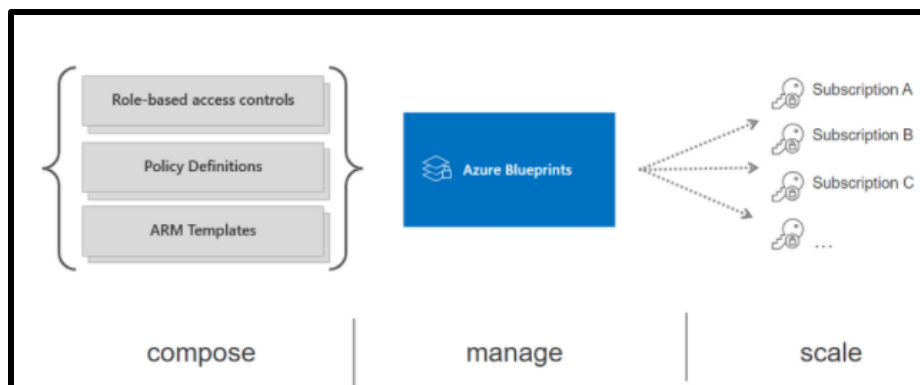 Role-based access controls
Policy Definitions
ARM Templates
Azure Blueprints
Subscription A
Subscription B
Subscription C
...
compose
manage
scale